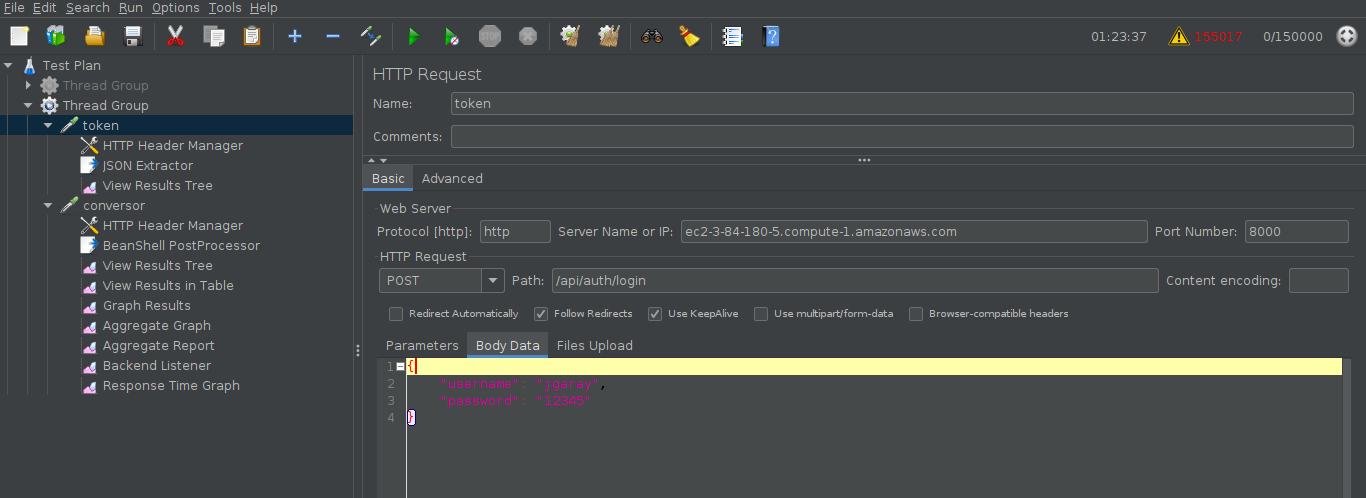 File Edit Search Run Options Tools Help
STOP 01:23:37 155017 0/150000
Test Plan
Thread Group
Thread Group
token
HTTP Header Manager
JSON Extractor
View Results Tree
conversor
HTTP Header Manager
BeanShell PostProcessor
View Results Tree
View Results in Table
Graph Results
Aggregate Graph
Aggregate Report
Backend Listener
Response Time Graph
HTTP Request
Name: token
Comments:
Basic Advanced
Web Server
Protocol [http]: http Server Name or IP: ec2-3-84-180-5.compute-1.amazonaws.com Port Number: 8000
HTTP Request
POST Path: /api/auth/login Content encoding:
Redirect Automatically Follow Redirects Use KeepAlive Use multipart/form-data Browser-compatible headers
Parameters Body Data Files Upload
1 {
2 "username": "jgaray",
3 "password": "12345"
4 }